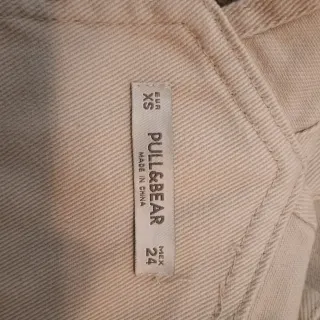 EUR
XS
PULL&BEAR
MADE IN CHINA
MEX
24